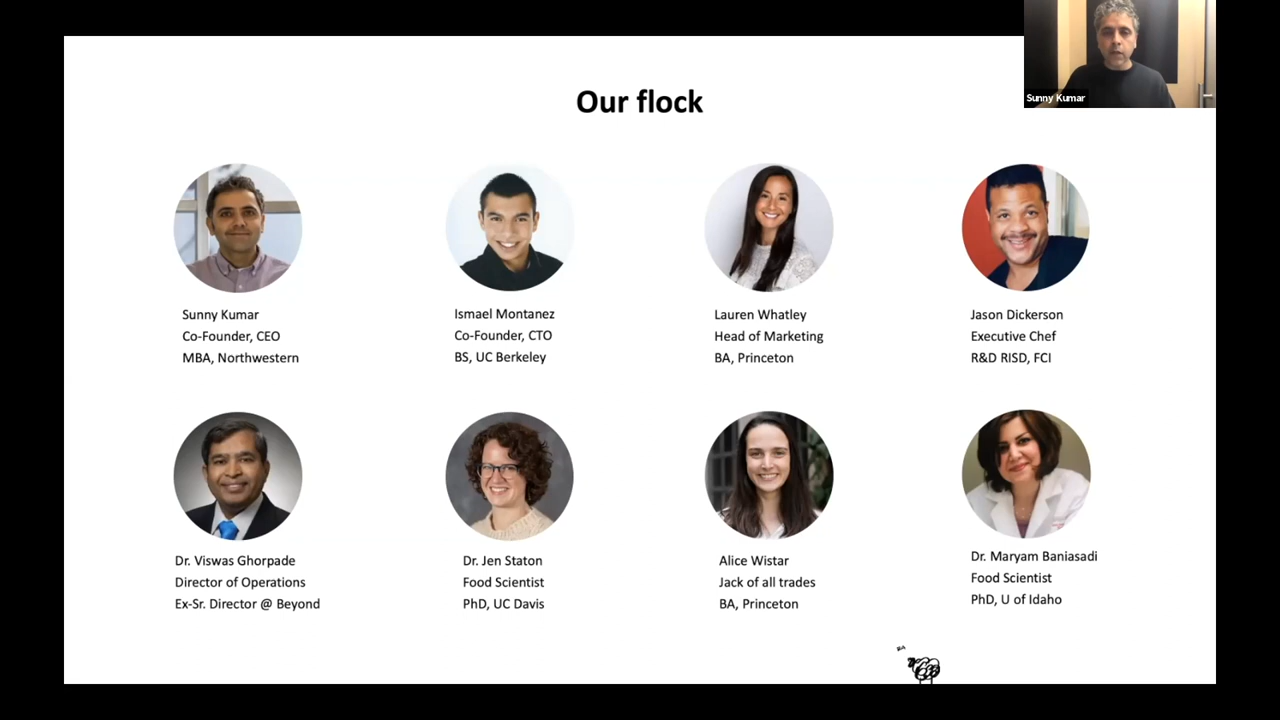 Our flock
Sunny Kumar
Sunny Kumar
Co-Founder, CEO
MBA, Northwestern
Ismael Montanez
Co-Founder, CTO
BS, UC Berkeley
Lauren Whatley
Head of Marketing
BA, Princeton
Jason Dickerson
Executive Chef
R&D RISD, FCI
Dr. Viswas Ghorpade
Director of Operations
Ex-Sr. Director @ Beyond
Dr. Jen Staton
Food Scientist
PhD, UC Davis
Alice Wistar
Jack of all trades
BA, Princeton
Dr. Maryam Baniasadi
Food Scientist
PhD, U of Idaho